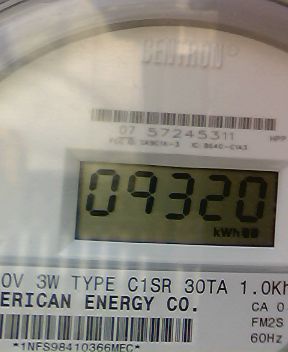 CENTRON®
07 57245311
09320
kWh
0V 3W TYPE C1SR 30TA 1.0Kh
ERICAN ENERGY CO.
CA 0
FM2S
60Hz
*1NFS98410366MEC*